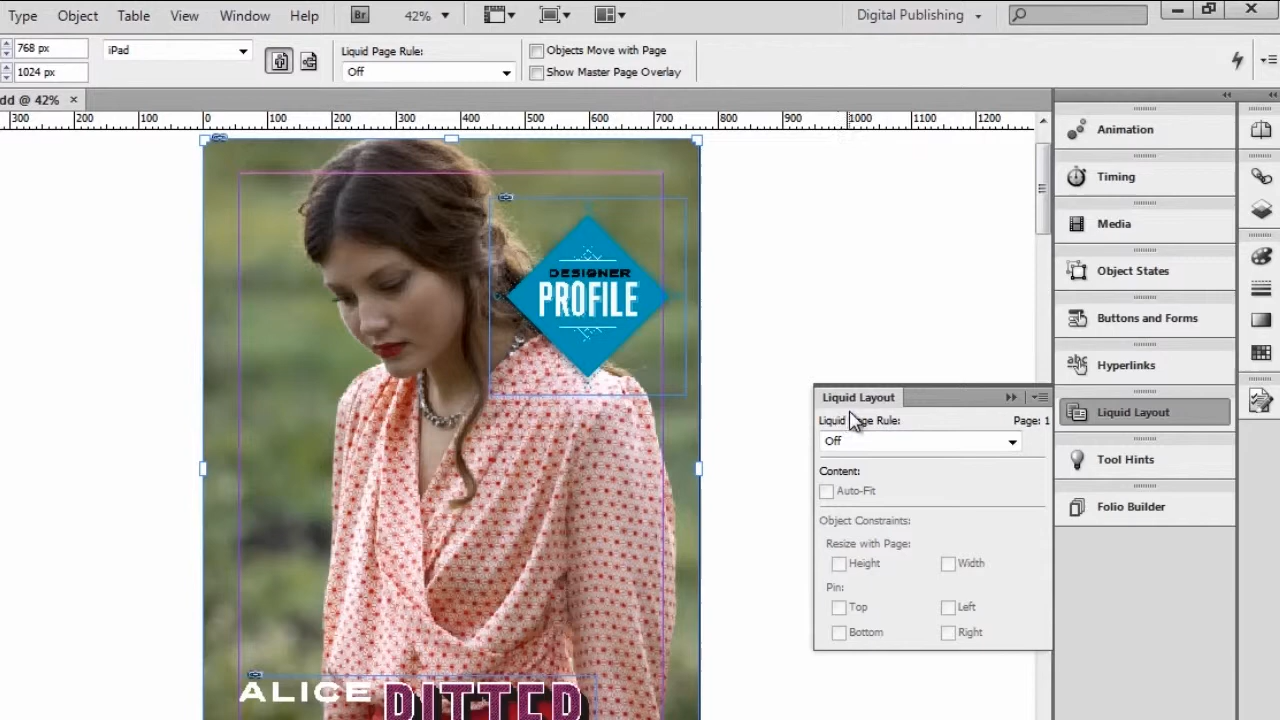 Type Object Table View Window Help Br 42% Digital Publishing
768 px iPad Liquid Page Rule: Objects Move with Page
1024 px Off Show Master Page Overlay
dd @ 42% ×
300 200 100 0 100 200 300 400 500 600 700 800 900 1000 1100 1200
Animation
Timing
Media
Object States
Buttons and Forms
Hyperlinks
Liquid Layout
Tool Hints
Folio Builder
DESIGNER
PROFILE
Liquid Layout
Liquid Page Rule: Page: 1
Off
Content:
Auto-Fit
Object Constraints:
Resize with Page:
Height Width
Pin:
Top Left
Bottom Right
ALICE RITTER